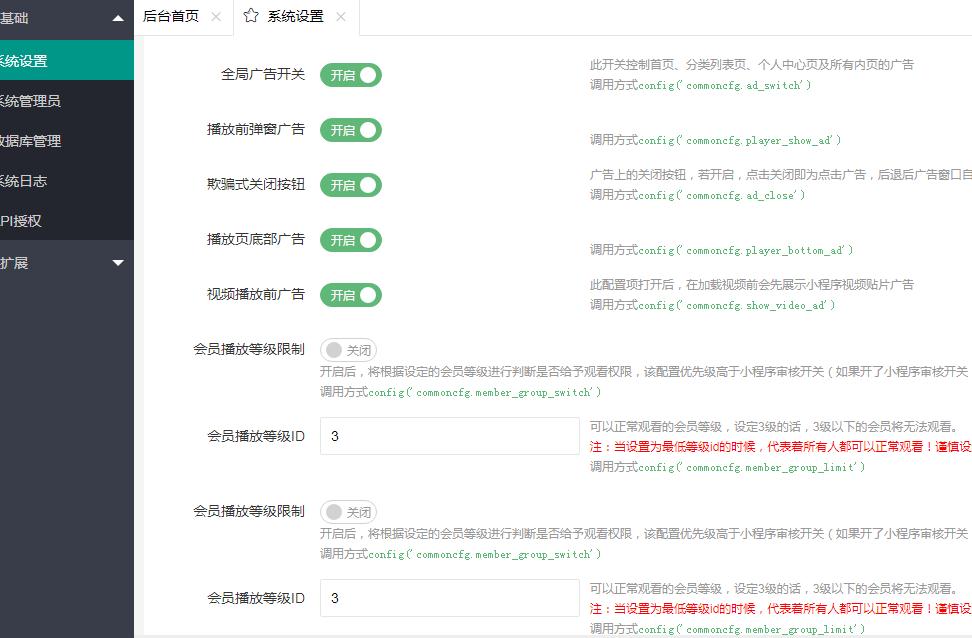 基础
后台首页
系统设置
系统设置
系统管理员
数据库管理
系统日志
PI授权
扩展
全局广告开关
开启
此开关控制首页、分类列表页、个人中心页及所有内页的广告
调用方式config('commoncfg.ad_switch')
播放前弹窗广告
开启
调用方式config('commoncfg.player_show_ad')
欺骗式关闭按钮
开启
广告上的关闭按钮，若开启，点击关闭即为点击广告，后退后广告窗口自
调用方式config('commoncfg.ad_close')
播放页底部广告
开启
调用方式config('commoncfg.player_bottom_ad')
视频播放前广告
开启
此配置项打开后，在加载视频前会先展示小程序视频贴片广告
调用方式config('commoncfg.show_video_ad')
会员播放等级限制
关闭
开启后，将根据设定的会员等级进行判断是否给予观看权限，该配置优先级高于小程序审核开关（如果开了小程序审核开关
调用方式config('commoncfg.member_group_switch')
会员播放等级ID
3
可以正常观看的会员等级，设定3级的话，3级以下的会员将无法观看。
注：当设置为最低等级id的时候，代表着所有人都可以正常观看！谨慎设
调用方式config('commoncfg.member_group_limit')
会员播放等级限制
关闭
开启后，将根据设定的会员等级进行判断是否给予观看权限，该配置优先级高于小程序审核开关（如果开了小程序审核开关
调用方式config('commoncfg.member_group_switch')
会员播放等级ID
3
可以正常观看的会员等级，设定3级的话，3级以下的会员将无法观看。
注：当设置为最低等级id的时候，代表着所有人都可以正常观看！谨慎设
调用方式config('commoncfg.member_group_limit')